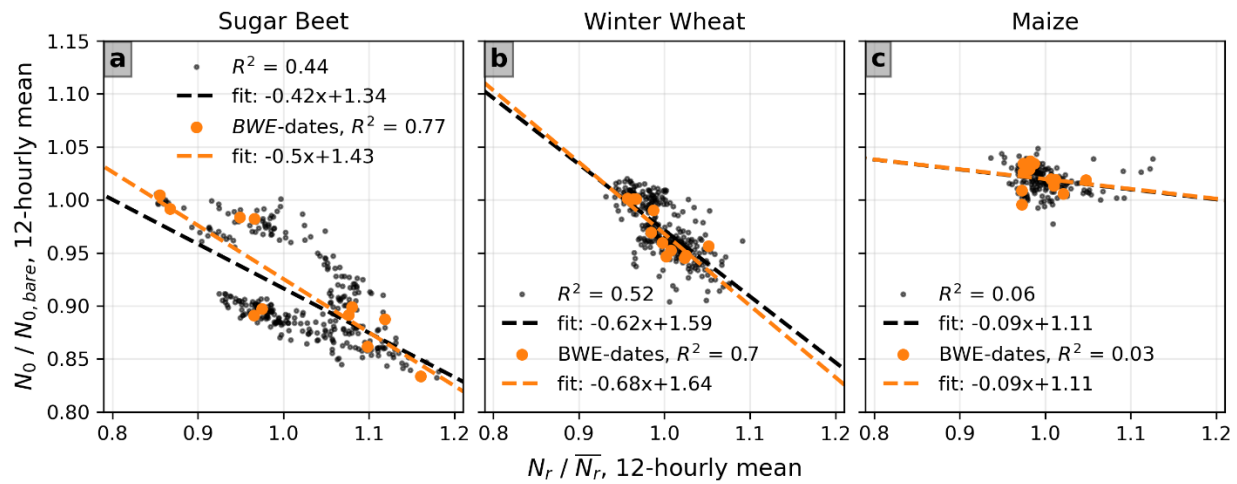 Sugar Beet
Winter Wheat
Maize
N₀ / N₀,bare, 12-hourly mean
1.15
1.10
1.05
1.00
0.95
0.90
0.85
0.80
a
R² = 0.44
fit: -0.42x+1.34
BWE-dates, R² = 0.77
fit: -0.5x+1.43
0.8 0.9 1.0 1.1 1.2
b
R² = 0.52
fit: -0.62x+1.59
BWE-dates, R² = 0.7
fit: -0.68x+1.64
0.8 0.9 1.0 1.1 1.2
c
R² = 0.06
fit: -0.09x+1.11
BWE-dates, R² = 0.03
fit: -0.09x+1.11
0.8 0.9 1.0 1.1 1.2
Nᵣ / N̅ᵣ, 12-hourly mean